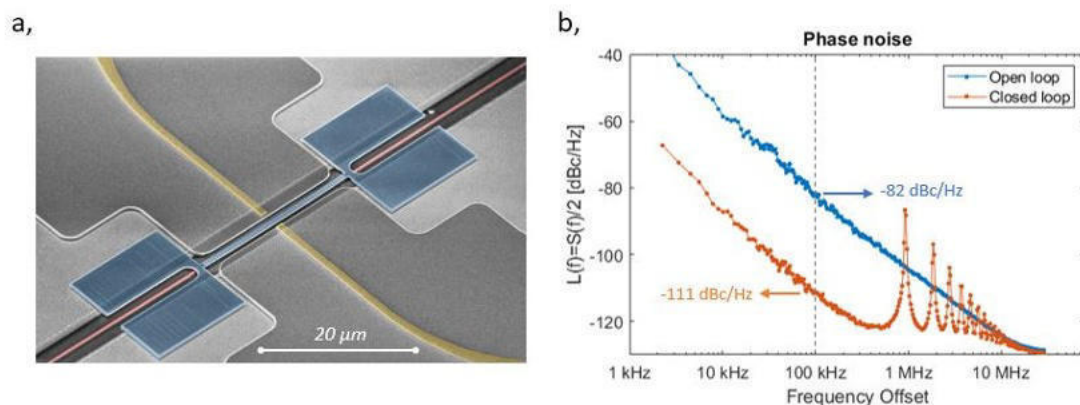 a,
20 µm
b,
Phase noise
Open loop
Closed loop
L(f)=S(f)/2 [dBc/Hz]
-40
-60
-80
-100
-120
-82 dBc/Hz
-111 dBc/Hz
1 kHz 10 kHz 100 kHz 1 MHz 10 MHz
Frequency Offset